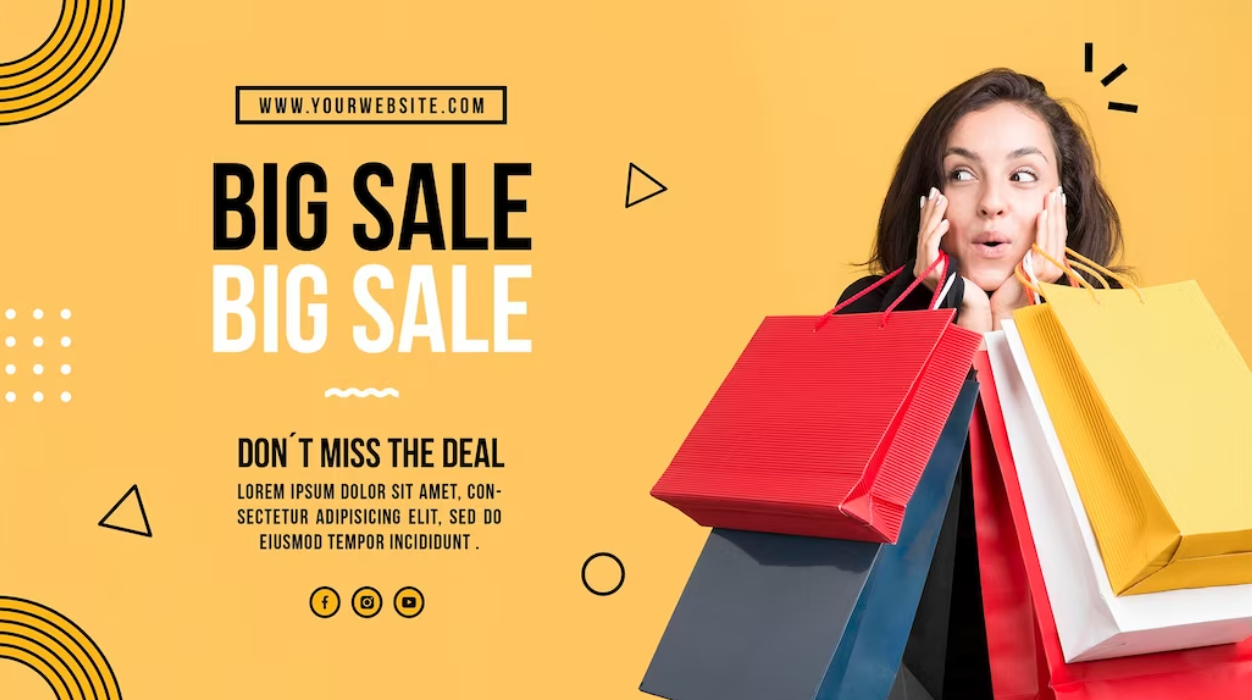 WWW.YOURWEBSITE.COM
BIG SALE
BIG SALE
DON´T MISS THE DEAL
LOREM IPSUM DOLOR SIT AMET, CON-
SECTETUR ADIPISICING ELIT, SED DO
EIUSMOD TEMPOR INCIDIDUNT .